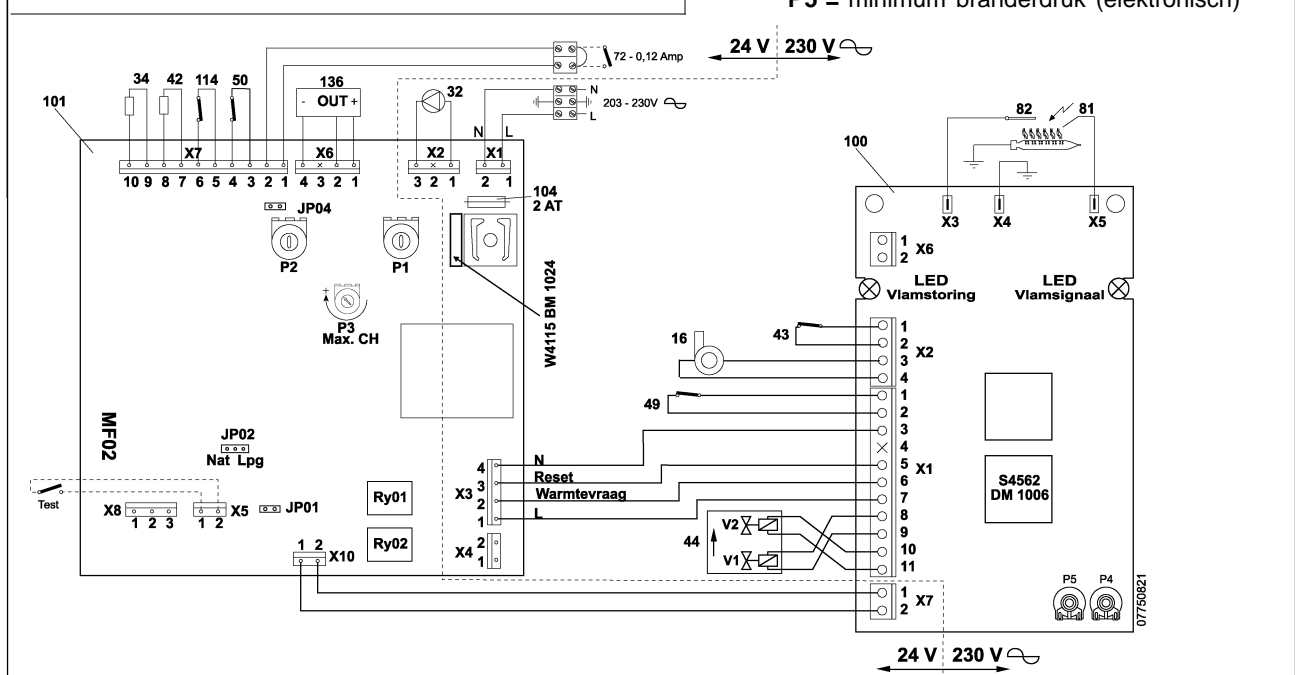 P5 = minimum branderdruk (elektronisch)
24 V 230 V
72 - 0,12 Amp
34 42 114 50 136 32
- OUT +
N
203 - 230V
L
82 81
101
N L
100
X7 X6 X2 X1
10 9 8 7 6 5 4 3 2 1 4 3 2 1 3 2 1 2 1
104
2 AT
X3 X4 X5
JP04
P2 P1
1
2
X6
LED
Vlamstoring
LED
Vlamsignaal
P3
Max. CH
+
W4115 BM 1024
43
16
1
2
3
4
X2
49
1
2
3
4
5
6
7
8
9
10
11
X1
S4562
DM 1006
MF02
JP02
Nat Lpg
Test
X8
1 2 3
1 2
X5
JP01
Ry01
Ry02
4
3
2
1
X3
N
Reset
Warmtevraag
L
2
1
X4
1 2
X10
44
V2
V1
1
2
X7
P5 P4
07750821
24 V 230 V